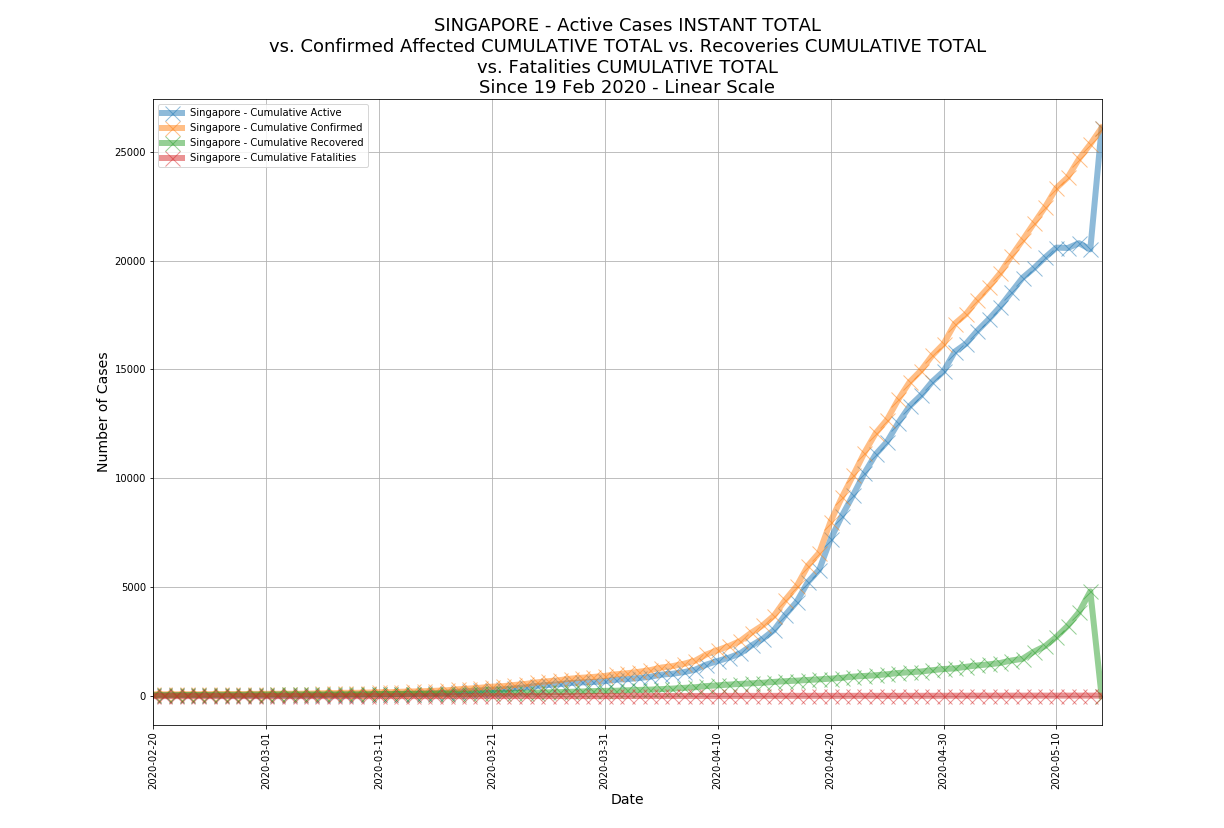 SINGAPORE - Active Cases INSTANT TOTAL
vs. Confirmed Affected CUMULATIVE TOTAL vs. Recoveries CUMULATIVE TOTAL
vs. Fatalities CUMULATIVE TOTAL
Since 19 Feb 2020 - Linear Scale
Singapore - Cumulative Active
Singapore - Cumulative Confirmed
Singapore - Cumulative Recovered
Singapore - Cumulative Fatalities
Number of Cases
25000
20000
15000
10000
5000
0
2020-02-20
2020-03-01
2020-03-11
2020-03-21
2020-03-31
2020-04-10
2020-04-20
2020-04-30
2020-05-10
Date